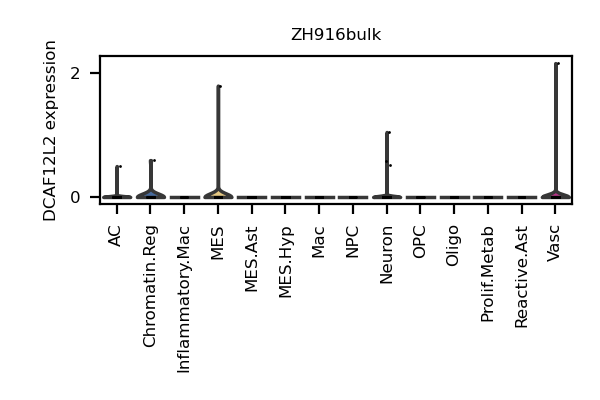 ZH916bulk
DCAF12L2 expression
2
0
AC
Chromatin.Reg
Inflammatory.Mac
MES
MES.Ast
MES.Hyp
Mac
NPC
Neuron
OPC
Oligo
Prolif.Metab
Reactive.Ast
Vasc